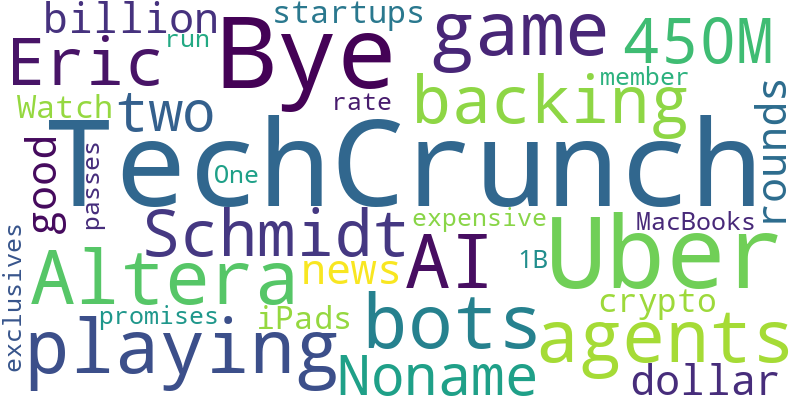 billion
startups
run
Eric
Bye
game
450M
member
backing
Watch
two
rate
rounds
TechCrunch
good
passes
One
Schmidt
expensive
MacBooks
Uber
exclusives
Altera
news
AI
1B
promises
iPads
bots
crypto
playing
agents
Noname
dollar